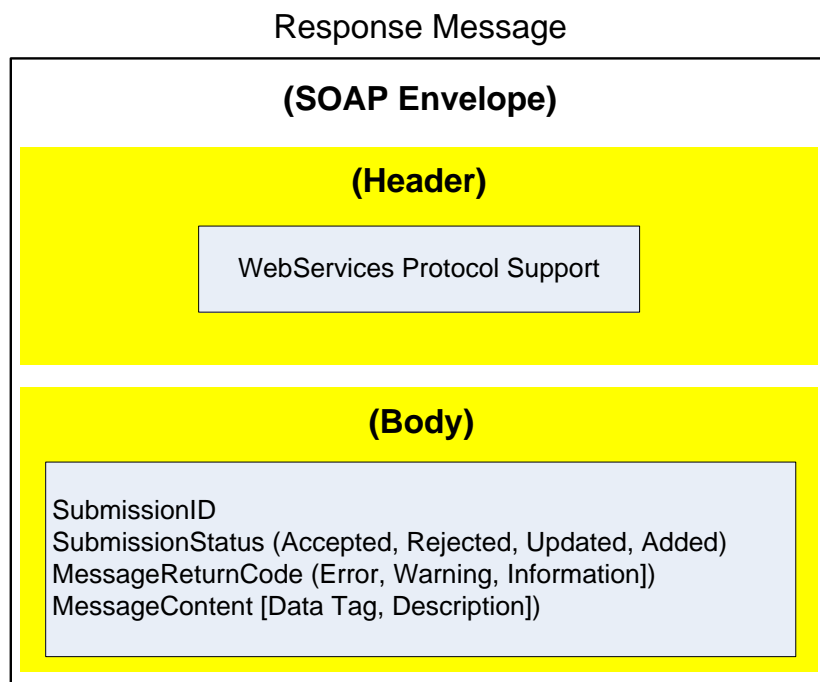 Response Message
(SOAP Envelope)
(Header)
WebServices Protocol Support
(Body)
SubmissionID
SubmissionStatus (Accepted, Rejected, Updated, Added)
MessageReturnCode (Error, Warning, Information])
MessageContent [Data Tag, Description])